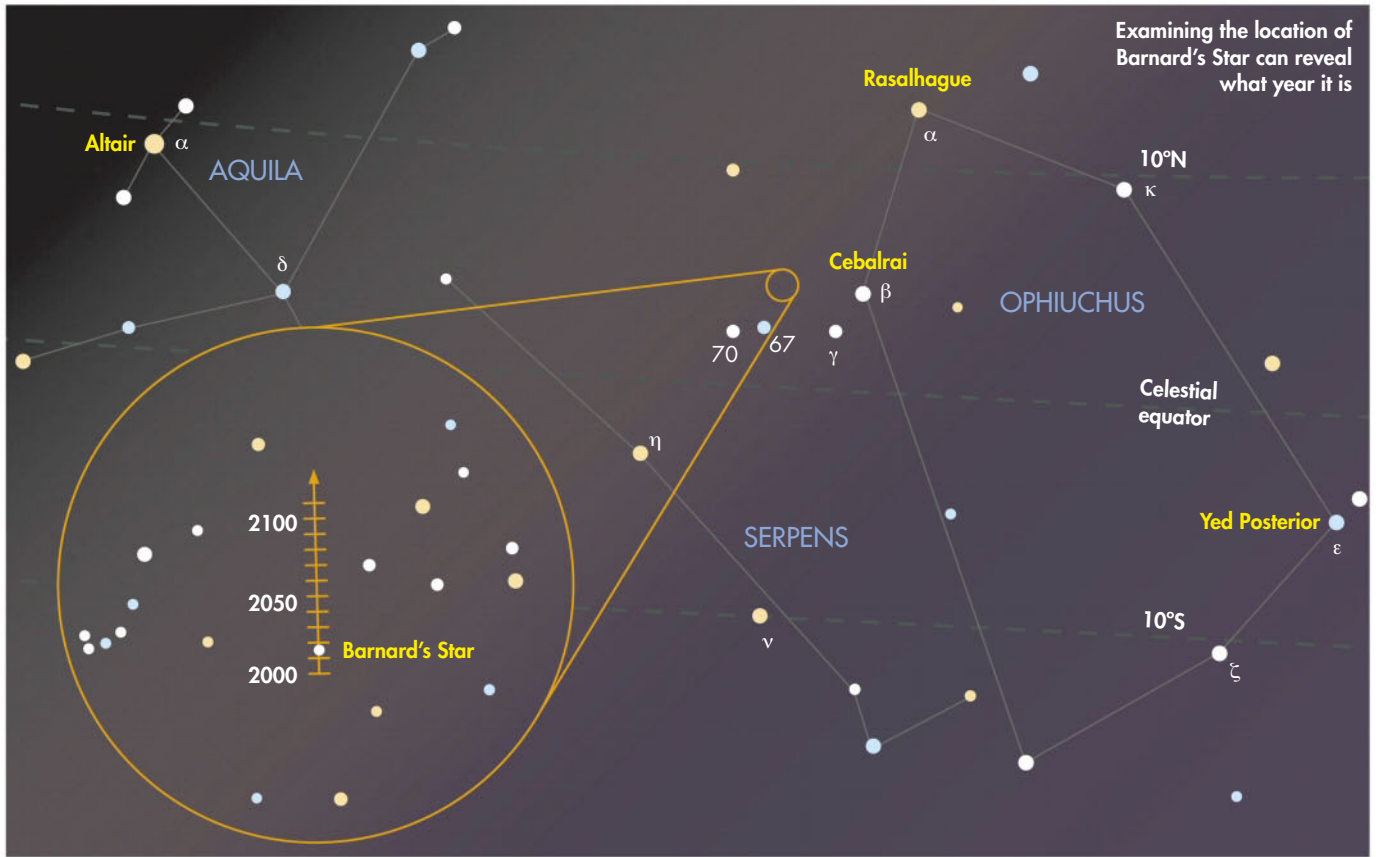 Examining the location of
Barnard's Star can reveal
what year it is
Rasalhague
α
Altair
α
AQUILA
10°N
κ
δ
Cebalrai
β
OPHIUCHUS
70
67
γ
Celestial
equator
η
2100
SERPENS
Yed Posterior
ε
2050
10°S
ν
Barnard's Star
ζ
2000